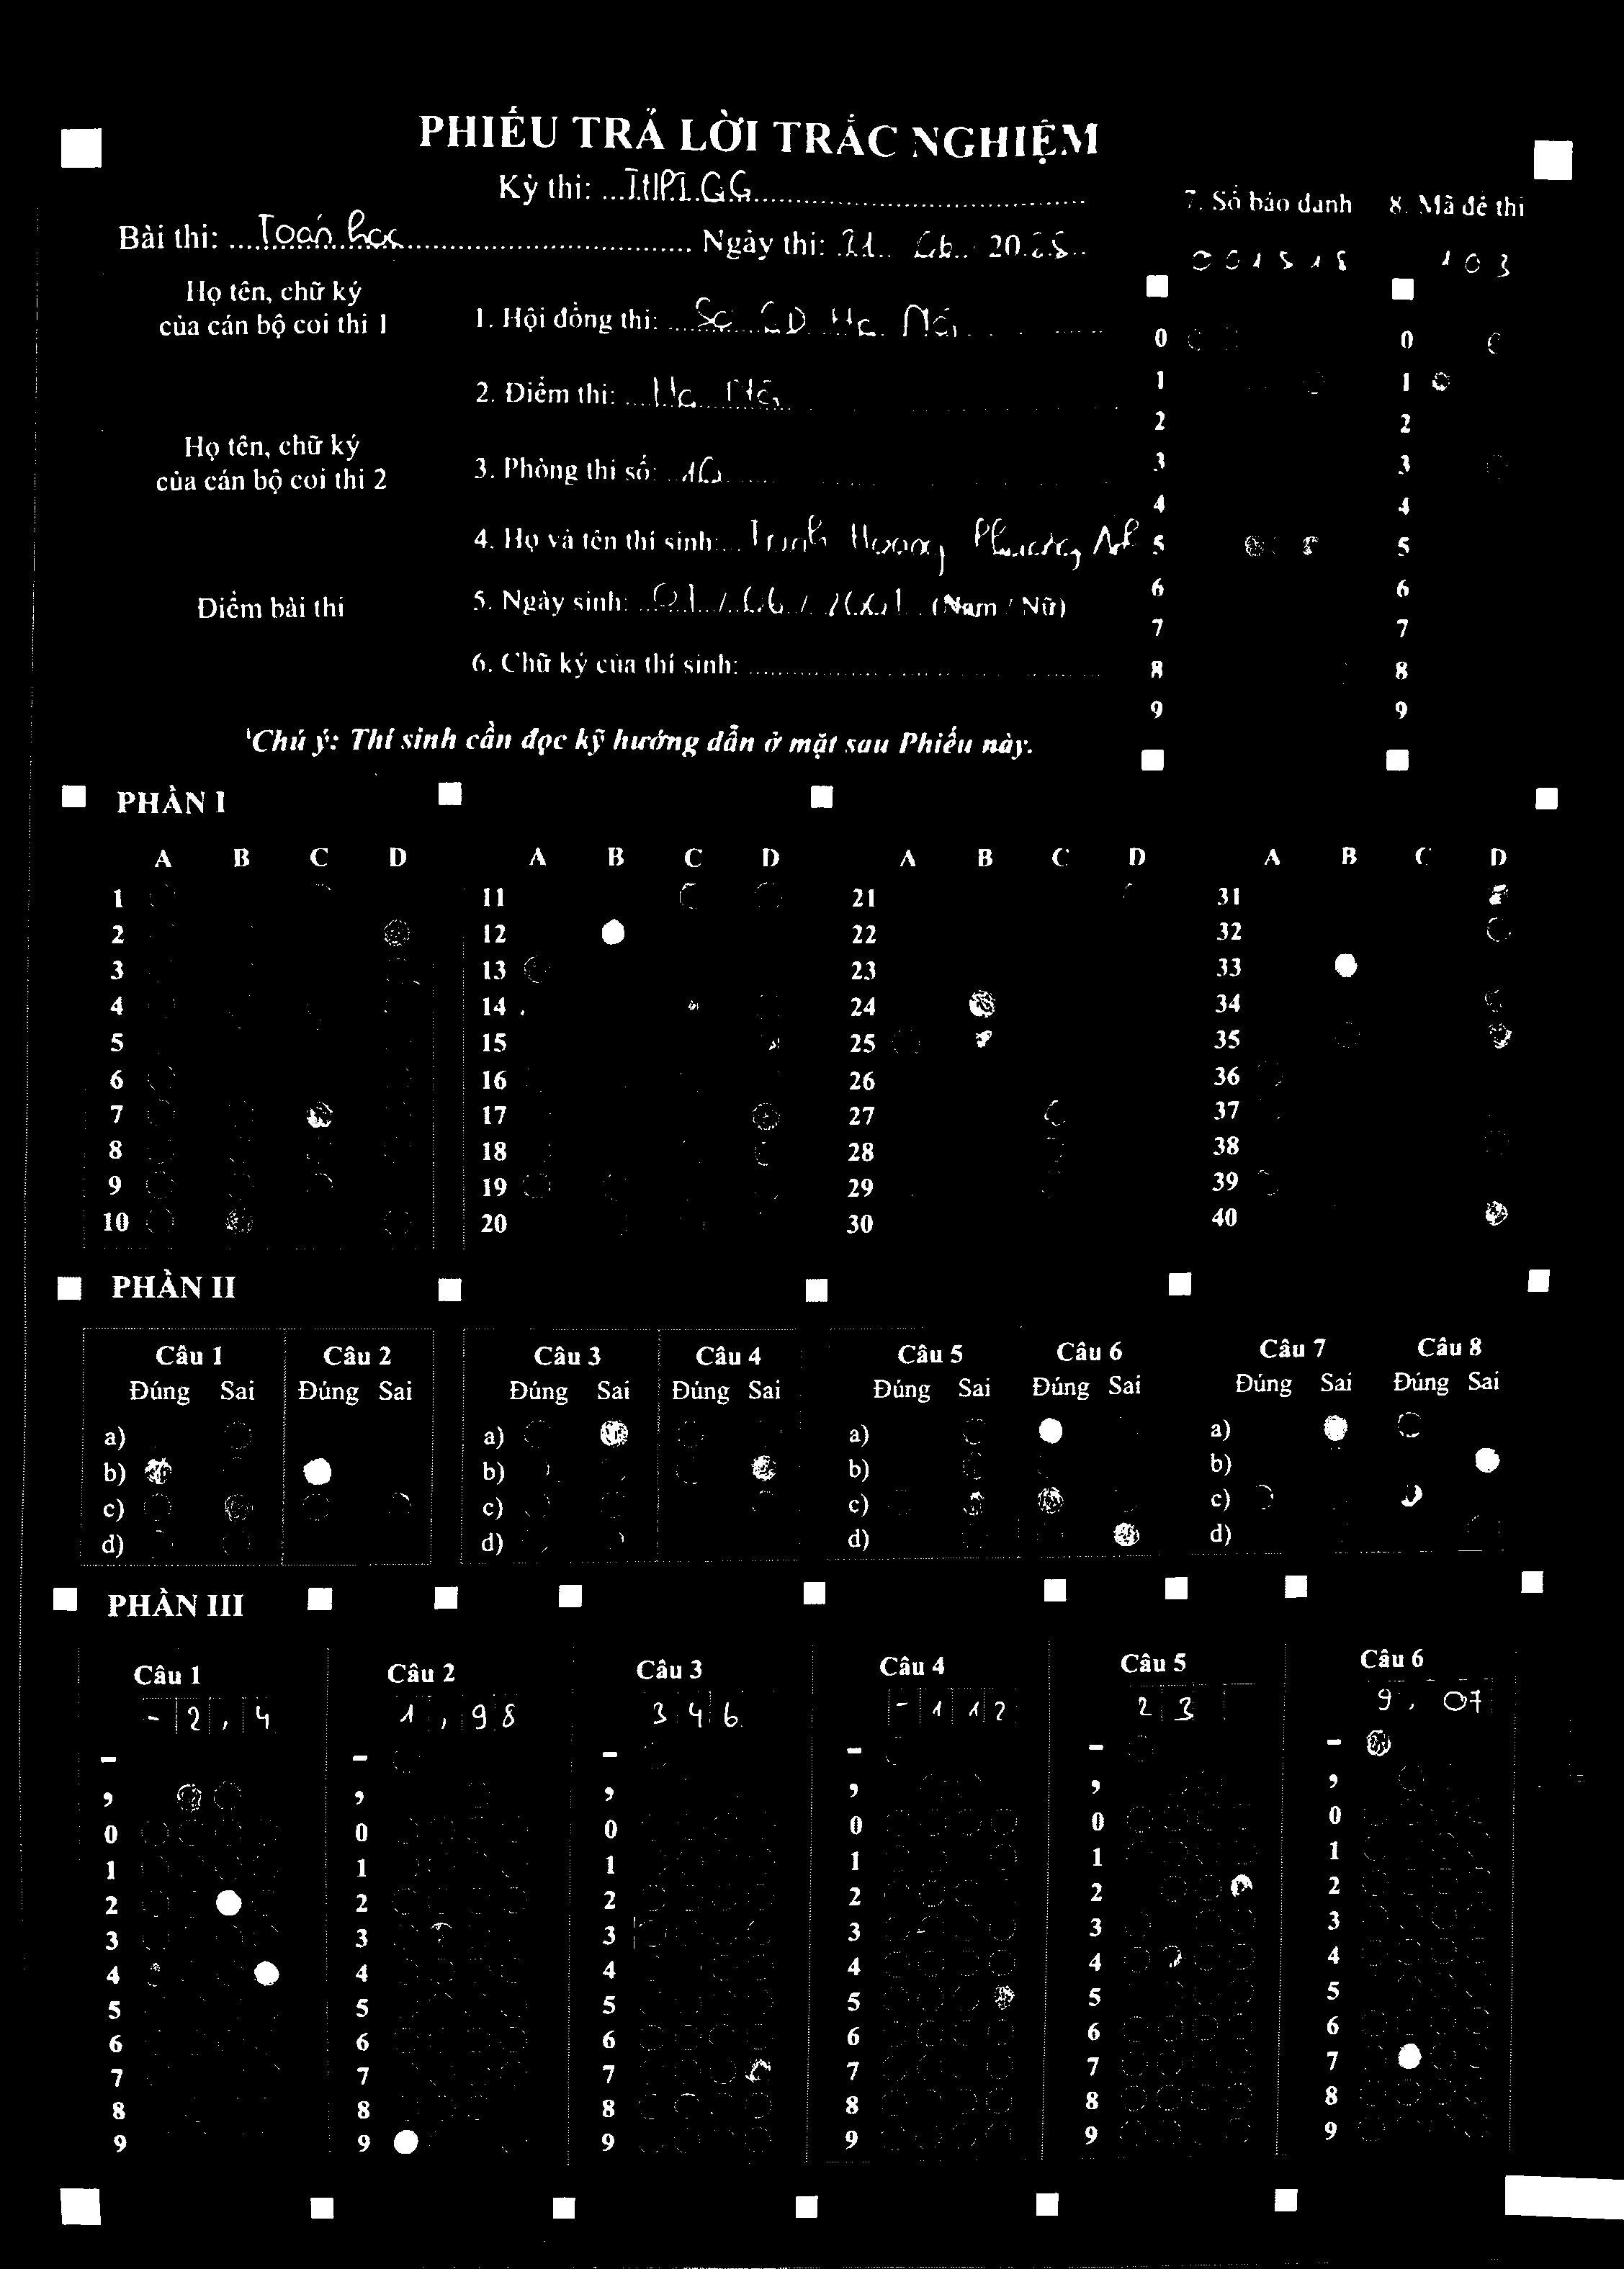 PHIẾU TRẢ LỜI TRẮC NGHIỆM
Kỳ thi: ...THPT.GG...
7. Số báo danh 8. Mã đề thi
Bài thi: ...Toán học... Ngày thi: 21.. 06.. 20.25..
001518 103
Họ tên, chữ ký
của cán bộ coi thi 1
1. Hội đồng thi: ...Sở GD Hà Nội...
2. Điểm thi: ...Hà Nội...
Họ tên, chữ ký
của cán bộ coi thi 2
3. Phòng thi số: ..10...
4. Họ và tên thí sinh:...Trịnh Hoàng Phương Anh
Điểm bài thi
5. Ngày sinh: ..01../.06./.2001.. (Nam / Nữ)
6. Chữ ký của thí sinh: ...
0 0
1 1
2 2
3 3
4 4
5 5
6 6
7 7
8 8
9 9
Chú ý: Thí sinh cần đọc kỹ hướng dẫn ở mặt sau Phiếu này.
PHẦN I
A B C D A B C D A B C D A B C D
1 11 21 31
2 12 22 32
3 13 23 33
4 14 24 34
5 15 25 35
6 16 26 36
7 17 27 37
8 18 28 38
9 19 29 39
10 20 30 40
PHẦN II
Câu 1 Câu 2 Câu 3 Câu 4 Câu 5 Câu 6 Câu 7 Câu 8
Đúng Sai Đúng Sai Đúng Sai Đúng Sai Đúng Sai Đúng Sai Đúng Sai Đúng Sai
a) a) a) a)
b) b) b) b)
c) c) c) c)
d) d) d) d)
PHẦN III
Câu 1 Câu 2 Câu 3 Câu 4 Câu 5 Câu 6
-2,4 1,98 346 -112 23 9,07
- - - - - -
, , , , , ,
0 0 0 0 0 0
1 1 1 1 1 1
2 2 2 2 2 2
3 3 3 3 3 3
4 4 4 4 4 4
5 5 5 5 5 5
6 6 6 6 6 6
7 7 7 7 7 7
8 8 8 8 8 8
9 9 9 9 9 9